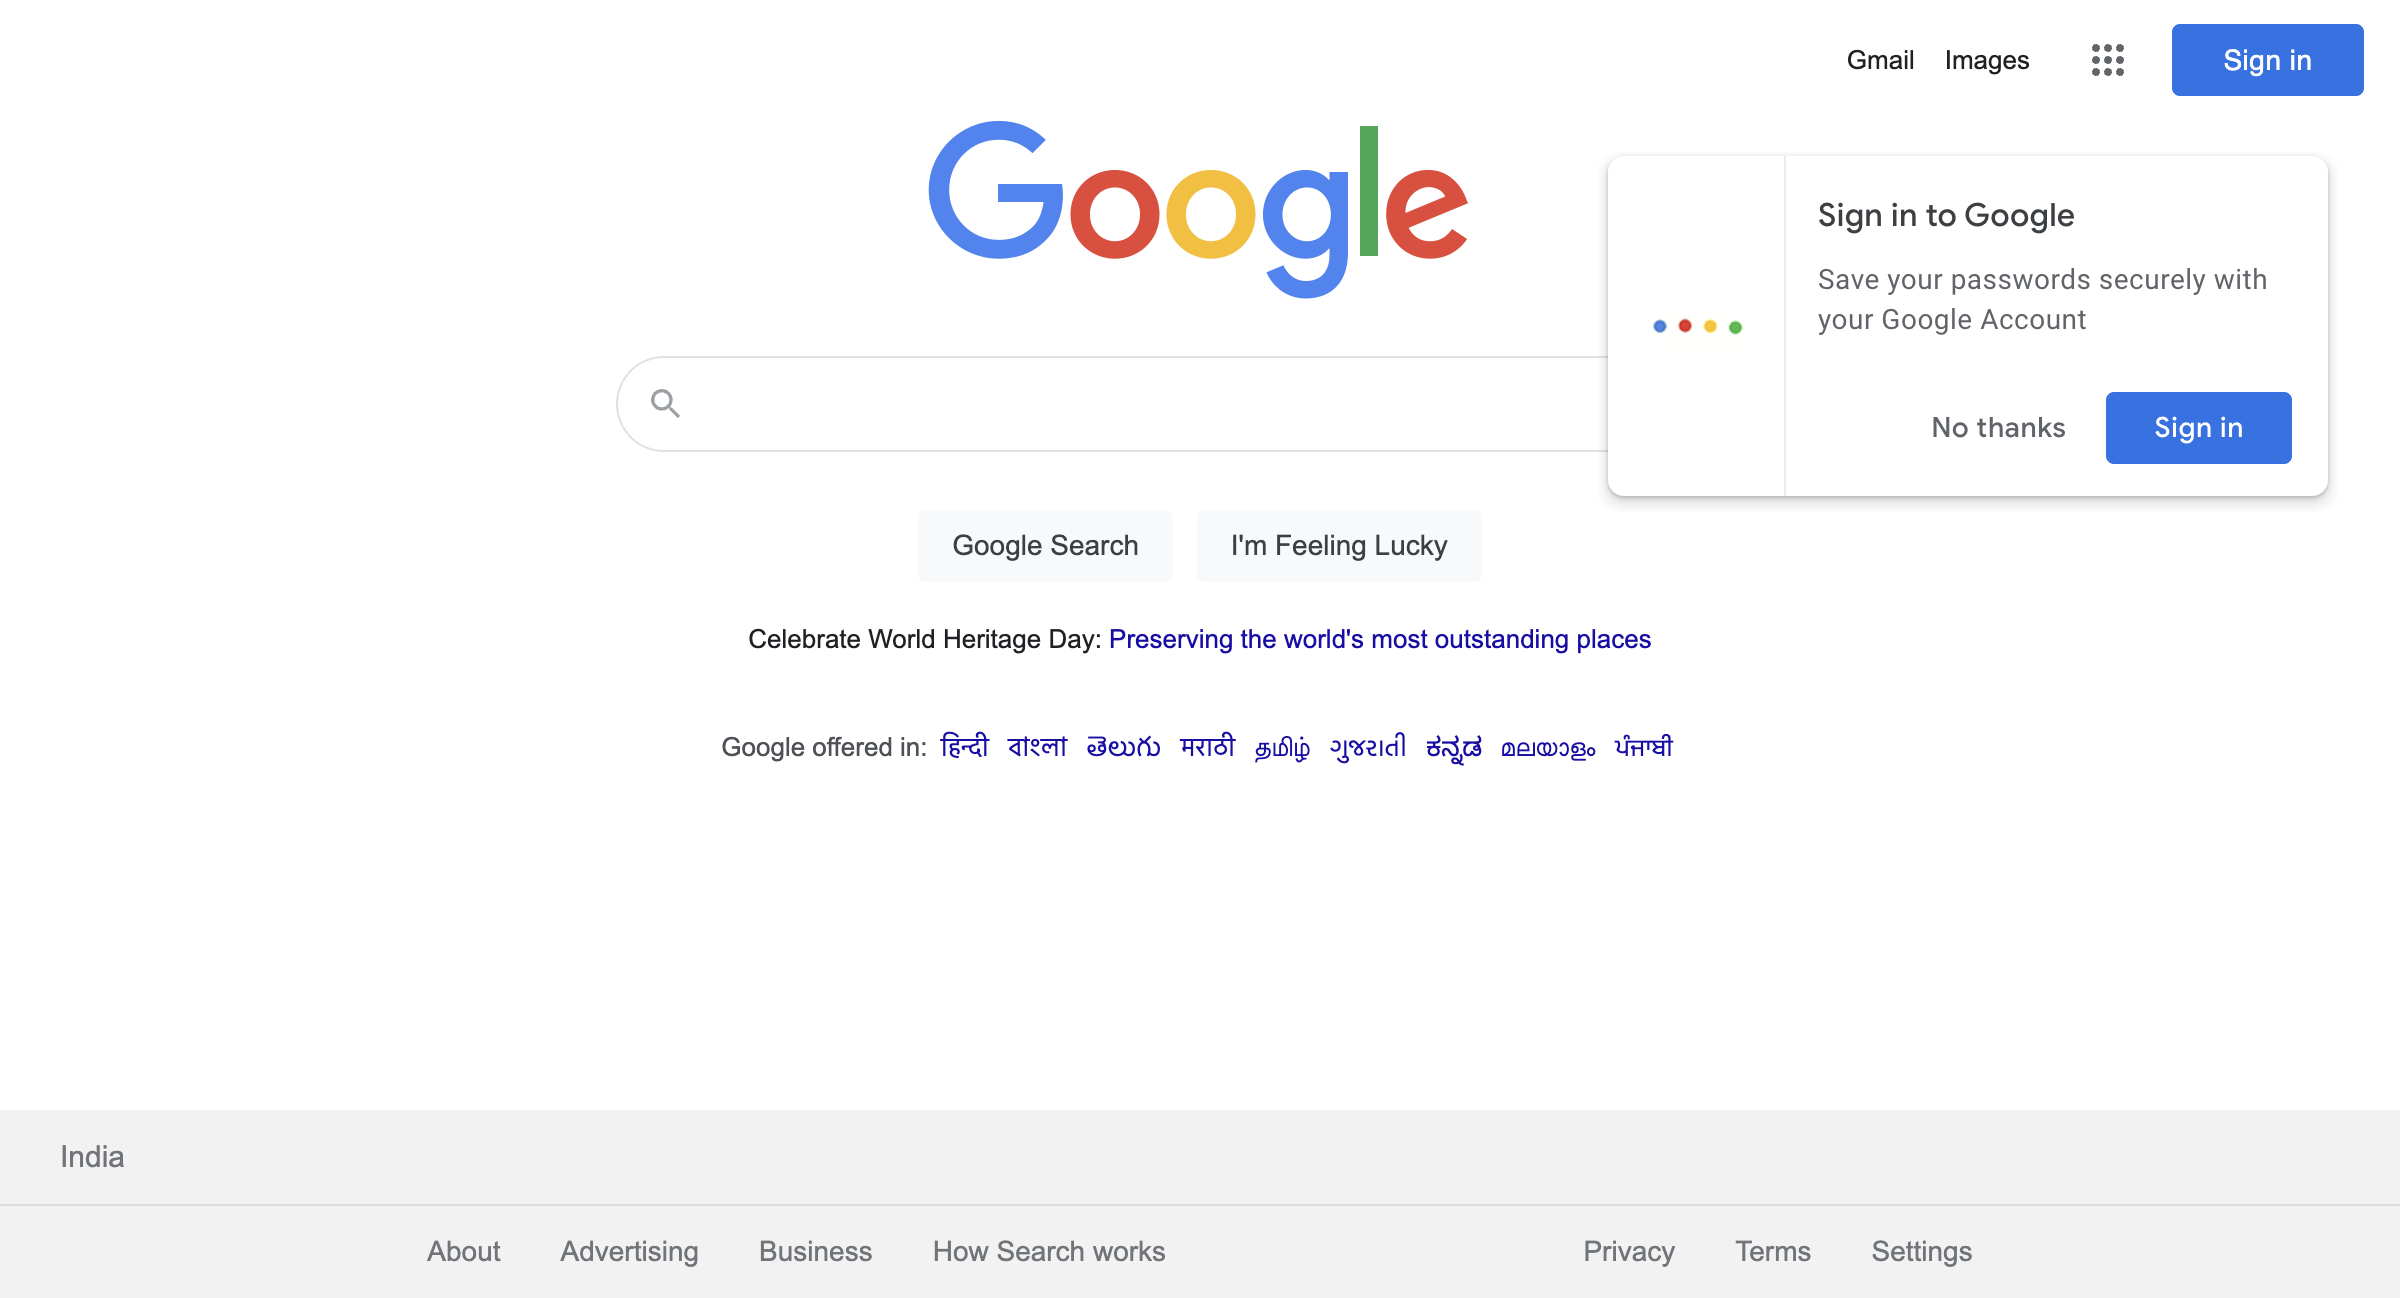 Gmail Images Sign in
Google
Sign in to Google
Save your passwords securely with
your Google Account
No thanks Sign in
Google Search I'm Feeling Lucky
Celebrate World Heritage Day: Preserving the world's most outstanding places
Google offered in: हिन्दी বাংলা తెలుగు मराठी தமிழ் ગુજરાતી ಕನ್ನಡ മലയാളം ਪੰਜਾਬੀ
India
About Advertising Business How Search works Privacy Terms Settings